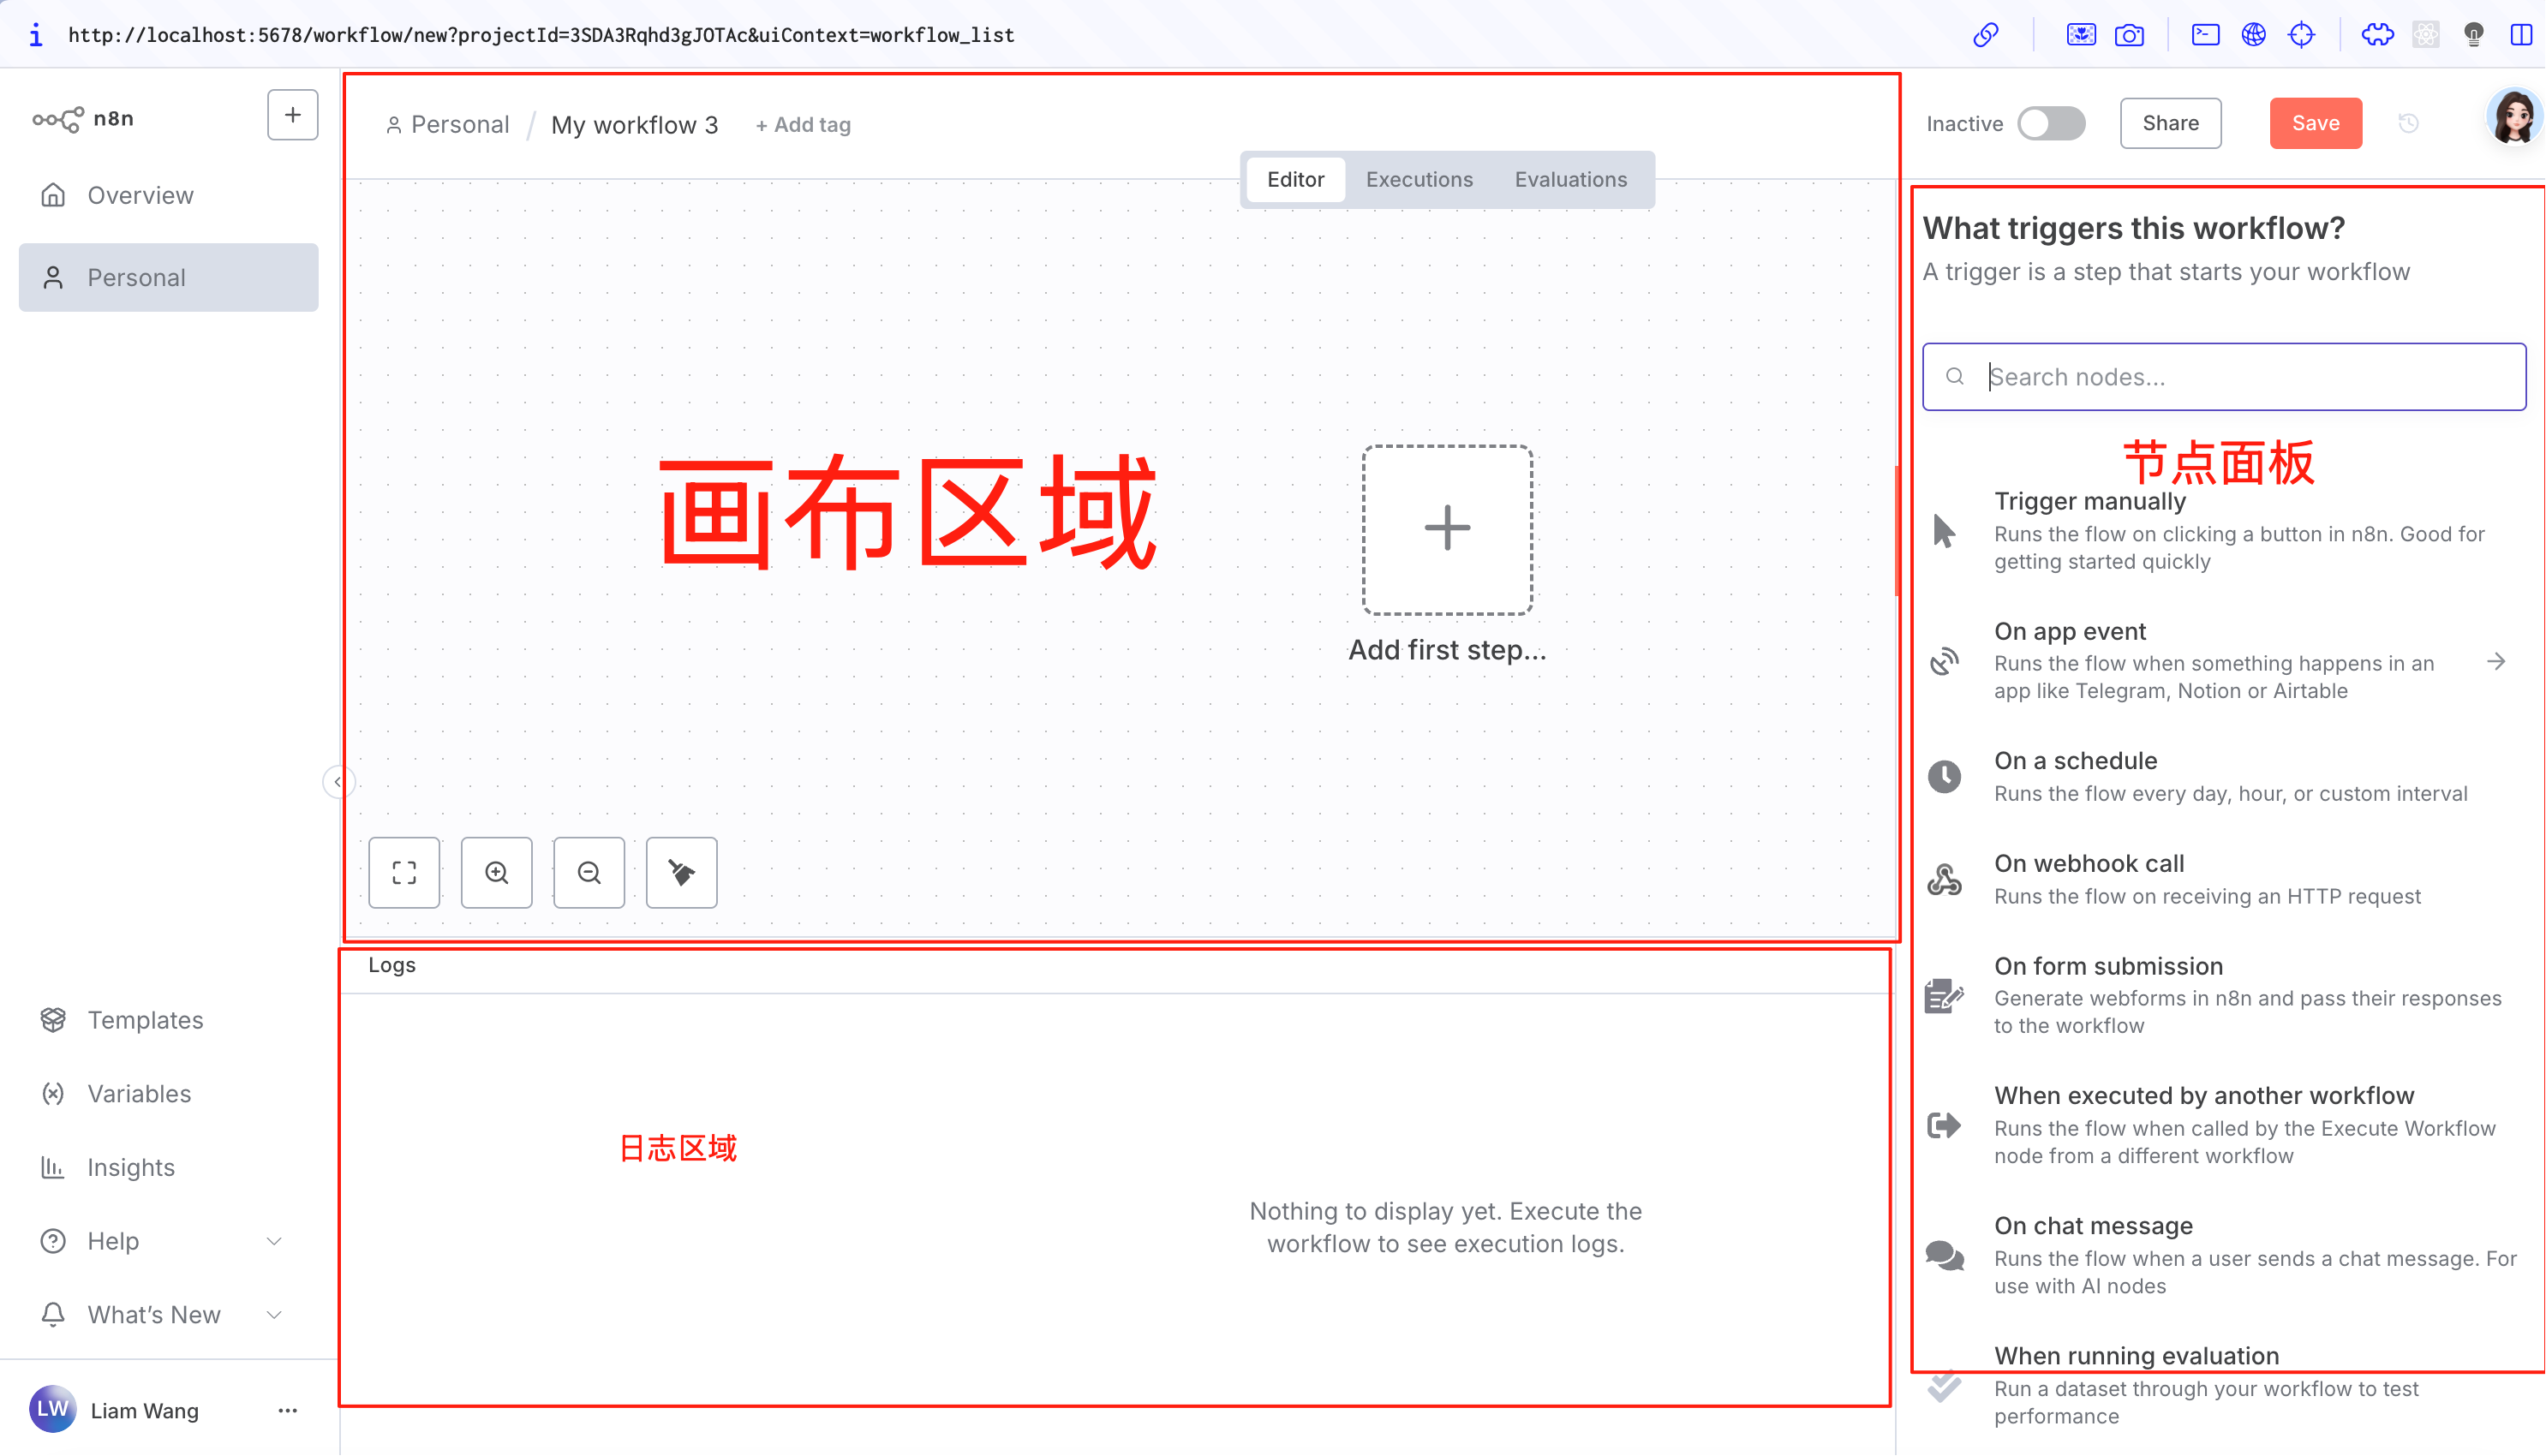 http://localhost:5678/workflow/new?projectId=3SDA3Rqhd3gJOTAc&uiContext=workflow_list
n8n
Overview
Personal
Templates
Variables
Insights
Help
What's New
LW Liam Wang
Personal / My workflow 3 + Add tag
Inactive Share Save
Editor Executions Evaluations
画布区域
Add first step...
Logs
日志区域
Nothing to display yet. Execute the
workflow to see execution logs.
What triggers this workflow?
A trigger is a step that starts your workflow
Search nodes...
节点面板
Trigger manually
Runs the flow on clicking a button in n8n. Good for
getting started quickly
On app event
Runs the flow when something happens in an
app like Telegram, Notion or Airtable
On a schedule
Runs the flow every day, hour, or custom interval
On webhook call
Runs the flow on receiving an HTTP request
On form submission
Generate webforms in n8n and pass their responses
to the workflow
When executed by another workflow
Runs the flow when called by the Execute Workflow
node from a different workflow
On chat message
Runs the flow when a user sends a chat message. For
use with AI nodes
When running evaluation
Run a dataset through your workflow to test
performance